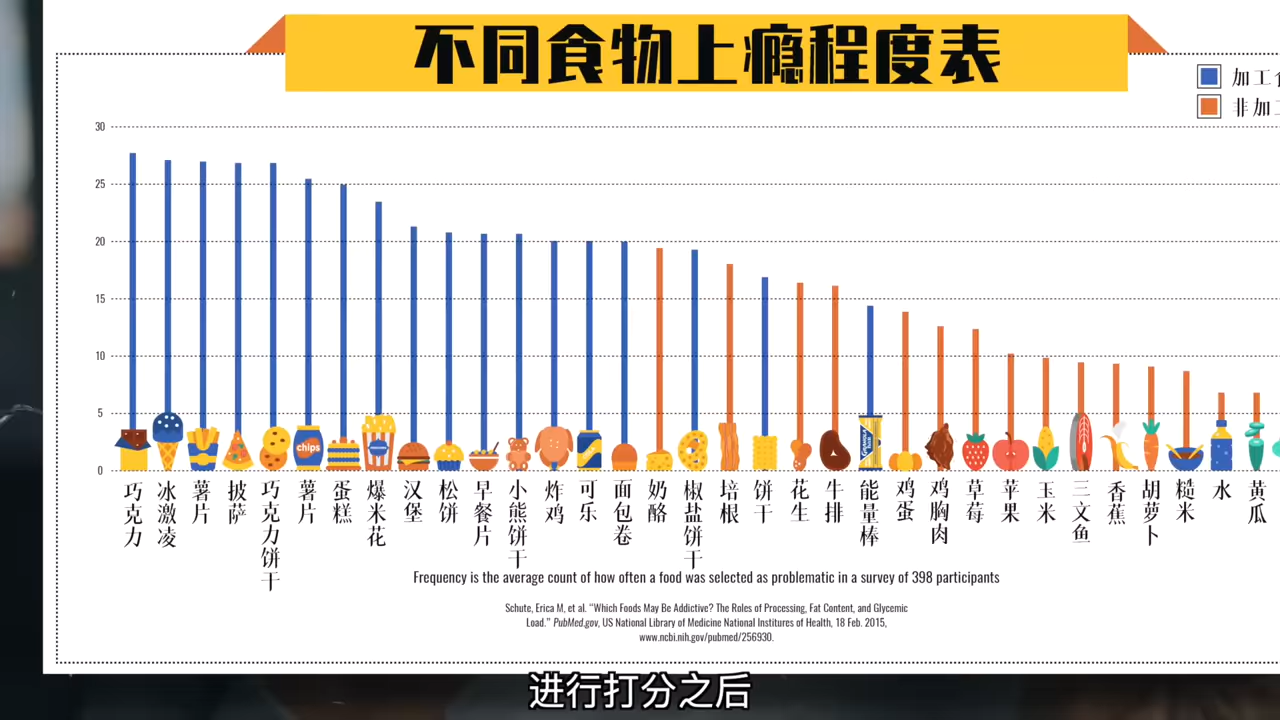 不同食物上瘾程度表
加工
非加工
30
25
20
15
10
5
0
chips
巧克力
冰激凌
薯片
披萨
巧克力饼干
薯片
蛋糕
爆米花
汉堡
松饼
早餐片
小熊饼干
炸鸡
可乐
面包卷
奶酪
椒盐饼干
培根
饼干
花生
牛排
能量棒
鸡蛋
鸡胸肉
草莓
苹果
玉米
三文鱼
香蕉
胡萝卜
糙米
水
黄瓜
Frequency is the average count of how often a food was selected as problematic in a survey of 398 participants
Schute, Erica M, et al. “Which Foods May Be Addictive? The Roles of Processing, Fat Content, and Glycemic
Load.” PubMed.gov, US National Library of Medicine National Institures of Health, 18 Feb. 2015,
www.ncbi.nih.gov/pubmed/256930.
进行打分之后